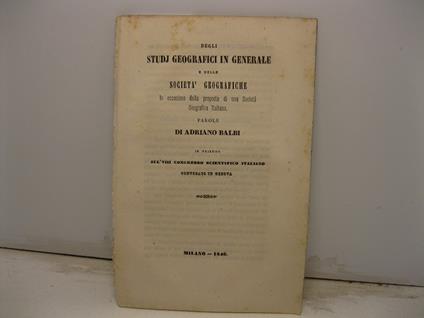 DEGLI
STUDJ GEOGRAFICI IN GENERALE
E DELLE
SOCIETA' GEOGRAFICHE
In occasione della proposta di una Società
Geografica Italiana.
PAROLE
DI ADRIANO BALBI
IN
ALL'VIII CONGRESSO SCIENTIFICO ITALIANO
CONVOCATO IN GENOVA
MILANO — 1846.